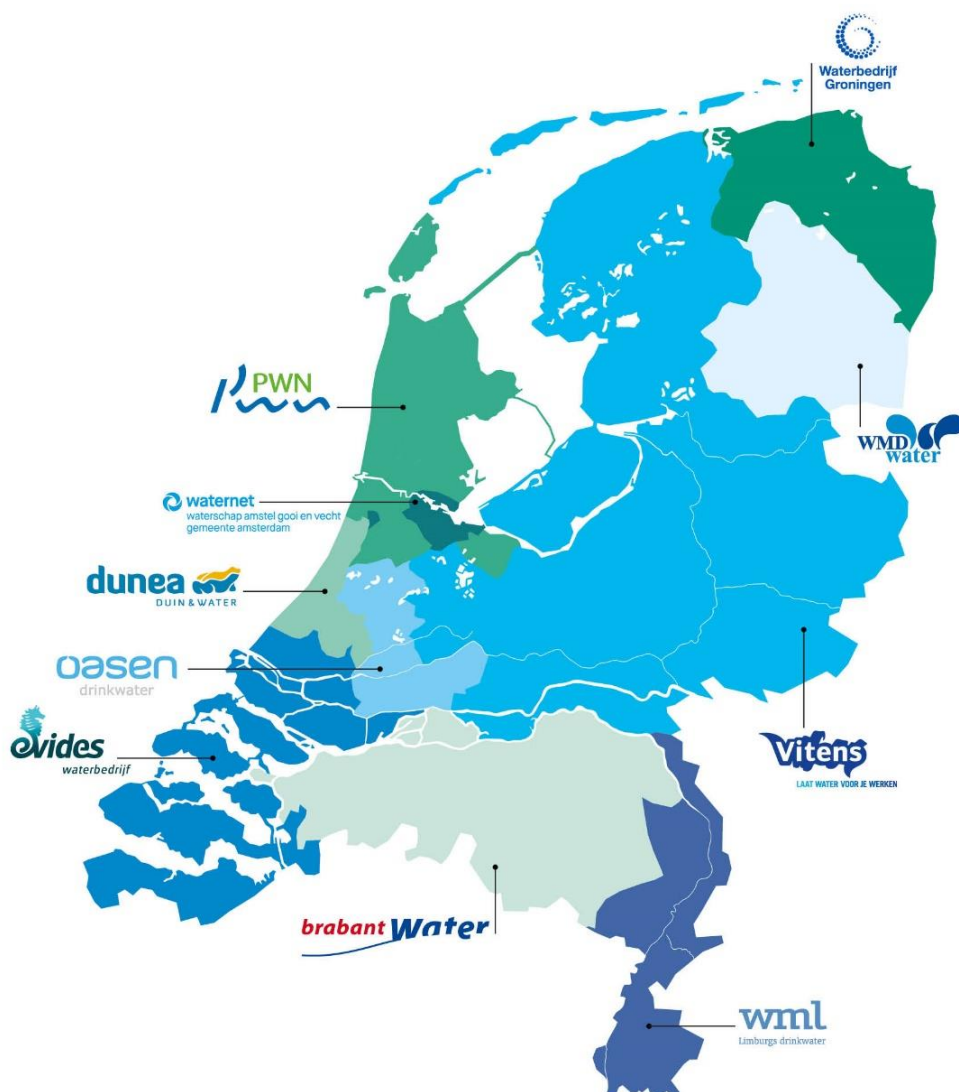 Waterbedrijf
Groningen
PWN
WMD
water
waternet
waterschap amstel gooi en vecht
gemeente amsterdam
dunea
DUIN & WATER
oasen
drinkwater
evides
waterbedrijf
Vitens
LAAT WATER VOOR JE WERKEN
brabant Water
wml
Limburgs drinkwater